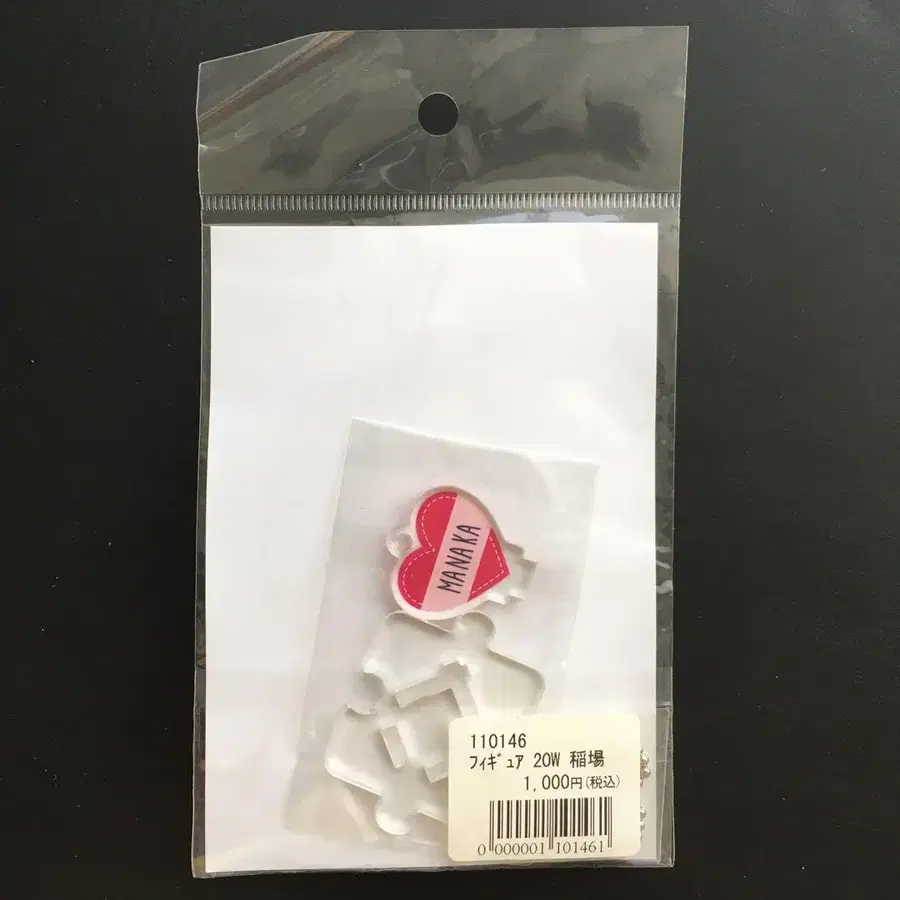 MANAKA
110146
ﾌｨｷﾞｭｱ 20W 稲場
1,000円(税込)
0 000001 101461